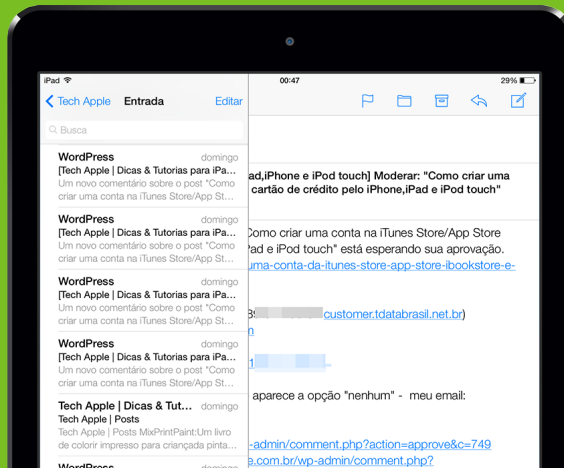 iPad
00:47
29%
Tech Apple
Entrada
Editar
Busca
WordPress
domingo
[Tech Apple | Dicas & Tutorias para iPa...
Um novo comentário sobre o post "Como
criar uma conta na iTunes Store/App St...
WordPress
domingo
[Tech Apple | Dicas & Tutorias para iPa...
Um novo comentário sobre o post "Como
criar uma conta na iTunes Store/App St...
WordPress
domingo
[Tech Apple | Dicas & Tutorias para iPa...
Um novo comentário sobre o post "Como
criar uma conta na iTunes Store/App St...
WordPress
domingo
[Tech Apple | Dicas & Tutorias para iPa...
Um novo comentário sobre o post "Como
criar uma conta na iTunes Store/App St...
Tech Apple | Dicas & Tut...
domingo
Tech Apple | Posts
Tech Apple | Posts MixPrintPaint:Um livro
de colorir impresso para criançada pinta...
WordPress
domingo
ad,iPhone e iPod touch] Moderar: "Como criar uma
cartão de crédito pelo iPhone,iPad e iPod touch"
Como criar uma conta na iTunes Store/App Store
Pad e iPod touch" está esperando sua aprovação.
uma-conta-da-itunes-store-app-store-ibookstore-e-
customer.tdatabrasil.net.br)
aparece a opção "nenhum" - meu email:
-admin/comment.php?action=approve&c=749
e.com.br/wp-admin/comment.php?